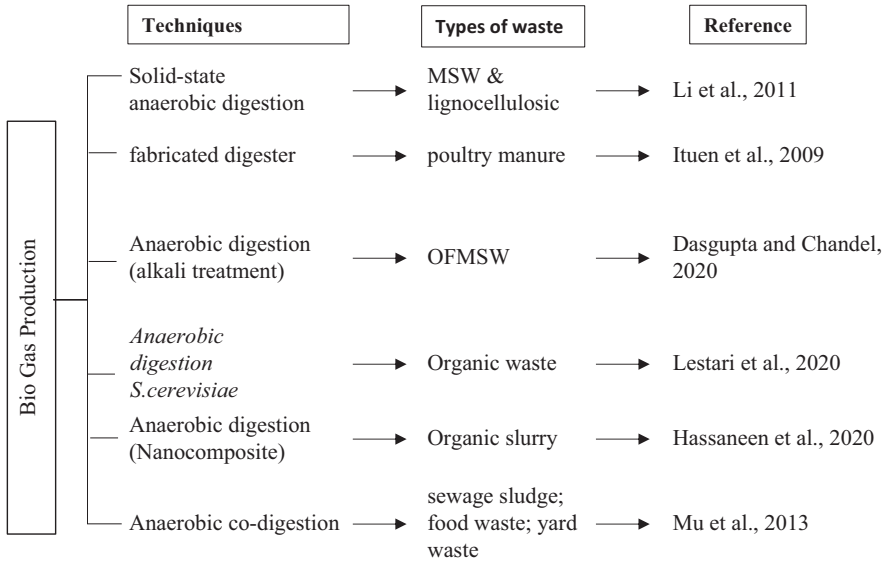 Techniques
Types of waste
Reference
Bio Gas Production
Solid-state
anaerobic digestion
MSW &
lignocellulosic
Li et al., 2011
fabricated digester
poultry manure
Ituen et al., 2009
Anaerobic digestion
(alkali treatment)
OFMSW
Dasgupta and Chandel,
2020
Anaerobic
digestion
S.cerevisiae
Organic waste
Lestari et al., 2020
Anaerobic digestion
(Nanocomposite)
Organic slurry
Hassaneen et al., 2020
Anaerobic co-digestion
sewage sludge;
food waste; yard
waste
Mu et al., 2013